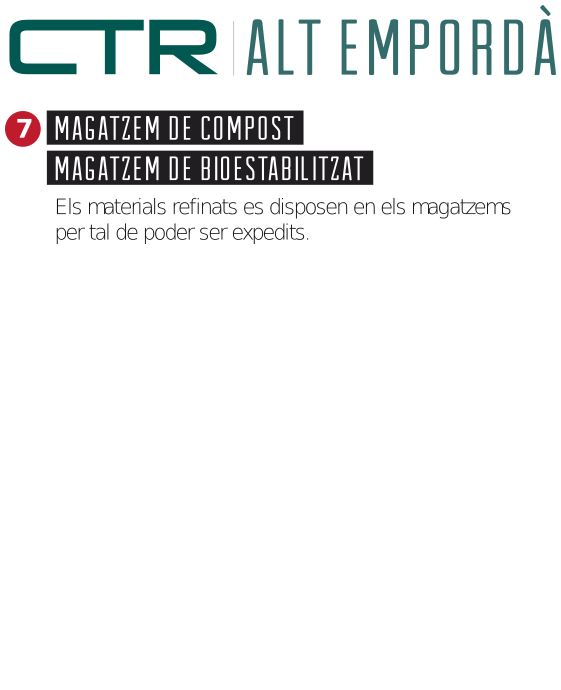 CTR ALT EMPORDÀ
7 MAGATZEM DE COMPOST
MAGATZEM DE BIOESTABILITZAT
Els materials refinats es disposen en els magatzems
per tal de poder ser expedits.